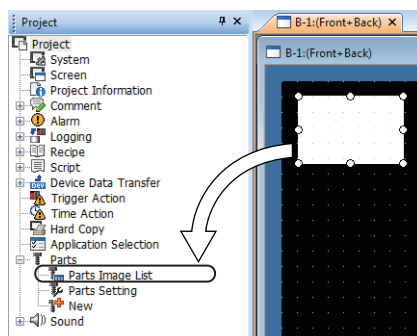 Project
Project
System
Screen
Project Information
Comment
Alarm
Logging
Recipe
Script
Dev
Device Data Transfer
Trigger Action
Time Action
Hard Copy
Application Selection
Parts
Parts Image List
Parts Setting
New
Sound
B-1:(Front+Back)
B-1:(Front+Back)